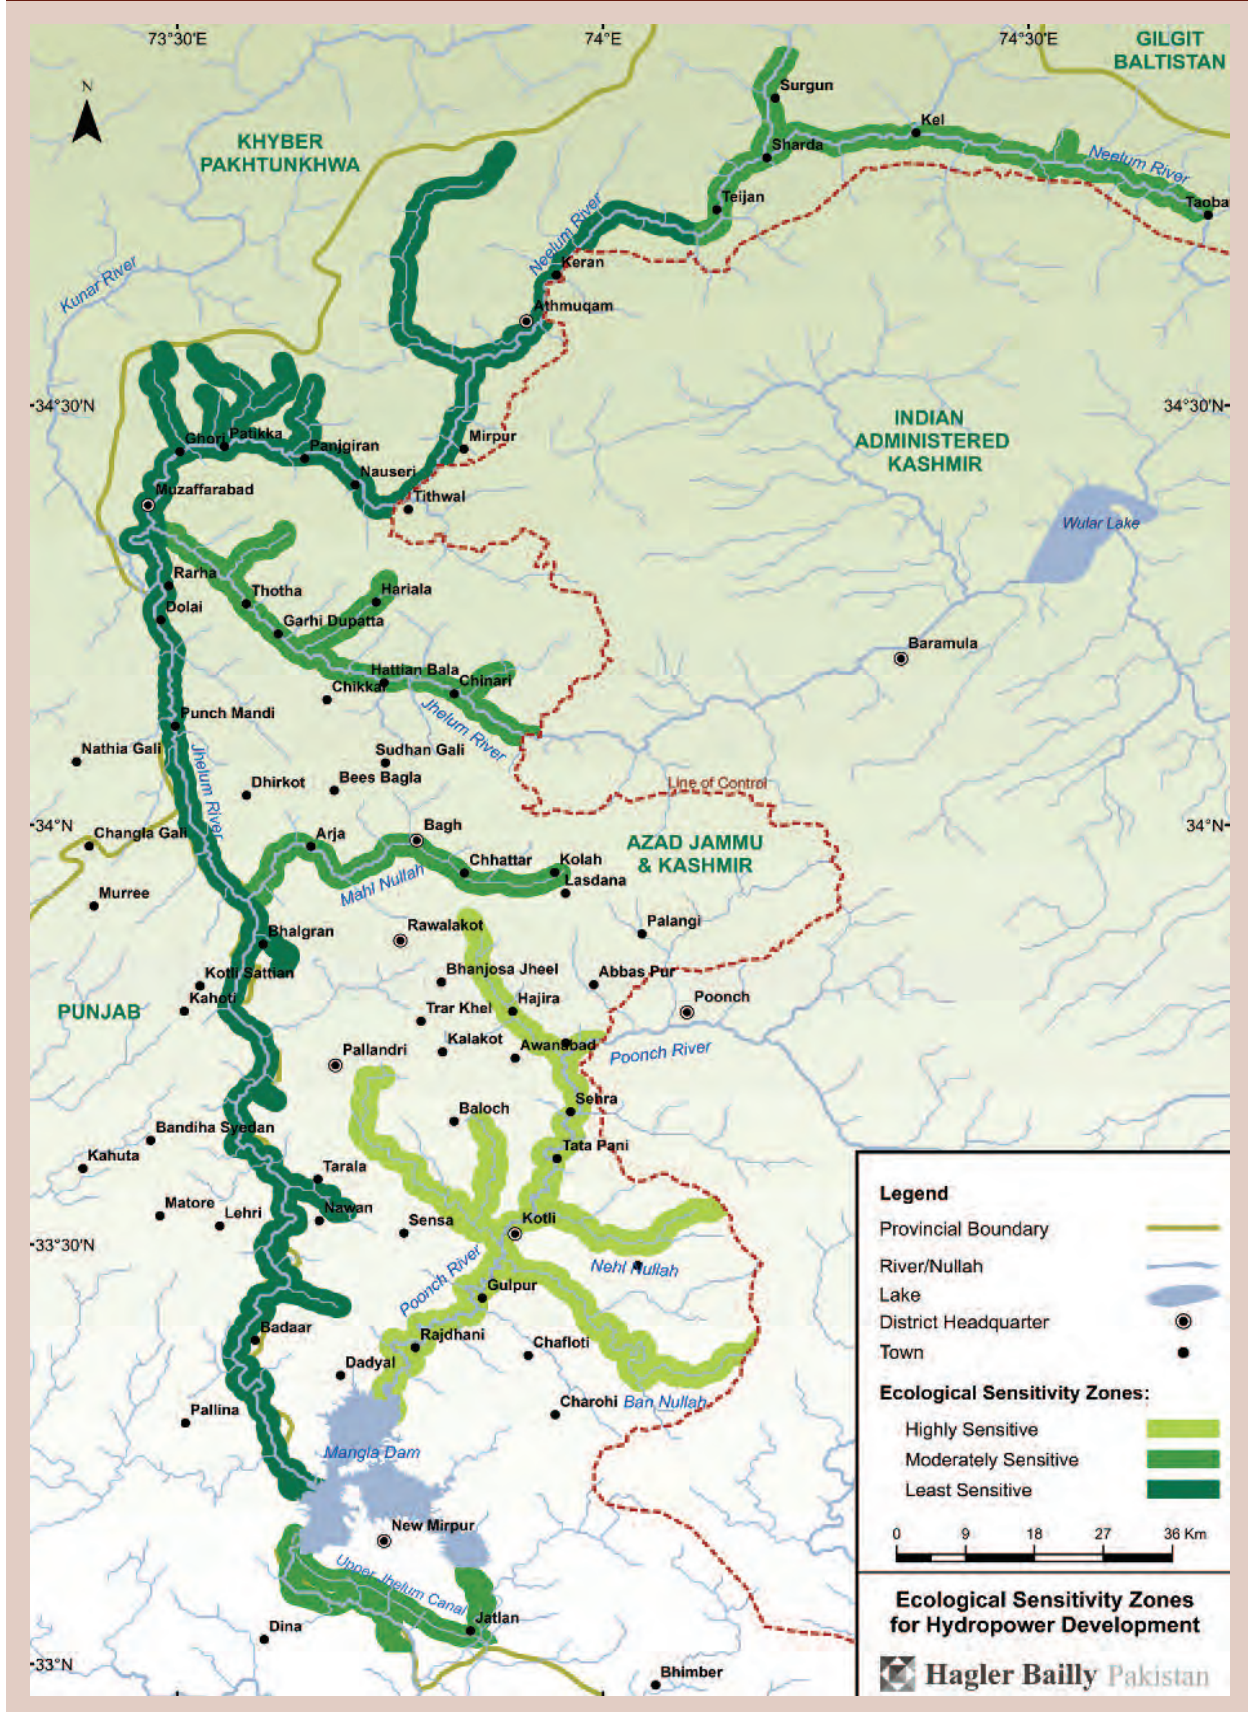 73°30'E
74°E
74°30'E
GILGIT
BALTISTAN
N
Surgun
Kel
KHYBER
PAKHTUNKHWA
Sharda
Neelum River
Teijan
Taoba
Neelum River
Kunar River
Keran
Athmuqam
34°30'N
34°30'N
INDIAN
ADMINISTERED
KASHMIR
Ghori
Patikka
Panjgiran
Mirpur
Nauseri
Muzaffarabad
Tithwal
Wular Lake
Rarha
Thotha
Hariala
Dolai
Garhi Dupatta
Baramula
Hattian Bala
Chinari
Chikkar
Jhelum River
Punch Mandi
Nathia Gali
Jhelum River
Sudhan Gali
Bees Bagla
Dhirkot
Line of Control
34°N
34°N
Changla Gali
Arja
Bagh
AZAD JAMMU
& KASHMIR
Chhattar
Kolah
Lasdana
Mahl Nullah
Murree
Rawalakot
Palangi
Bhalgran
Kotli Sattian
Bhanjosa Jheel
Abbas Pur
Kahoti
Hajira
Poonch
PUNJAB
Trar Khel
Kalakot
Awanabad
Pallandri
Poonch River
Sehra
Baloch
Bandiha Syedan
Tata Pani
Kahuta
Tarala
Matore
Lehri
Nawan
Sensa
Kotli
33°30'N
Nehl Nullah
Poonch River
Gulpur
Badaar
Rajdhani
Chafloti
Dadyal
Pallina
Charohi
Ban Nullah
Mangla Dam
New Mirpur
Upper Jhelum Canal
Jatlan
Dina
33°N
Bhimber
Legend
Provincial Boundary
River/Nullah
Lake
District Headquarter
Town
Ecological Sensitivity Zones:
Highly Sensitive
Moderately Sensitive
Least Sensitive
0 9 18 27 36 Km
Ecological Sensitivity Zones
for Hydropower Development
Hagler Bailly Pakistan